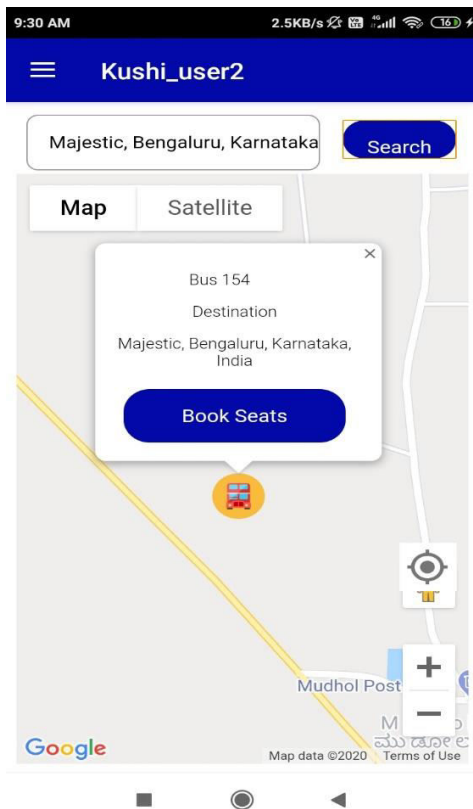 9:30 AM
2.5KB/s 4G 16
Kushi_user2
Majestic, Bengaluru, Karnataka
Search
Map Satellite
Bus 154
Destination
Majestic, Bengaluru, Karnataka,
India
Book Seats
Mudhol Post
M
ಮುಧೋಲ
Google
Map data ©2020 Terms of Use